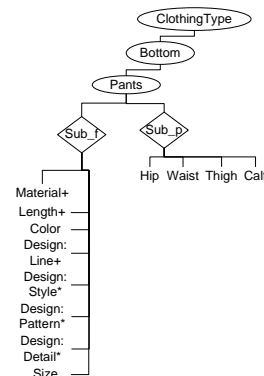 ClothingType
Bottom
Pants
Sub_f
Sub_p
Hip Waist Thigh Calf
Material+
Length+
Color
Design:
Line+
Design:
Style*
Design:
Pattern*
Design:
Detail*
Size